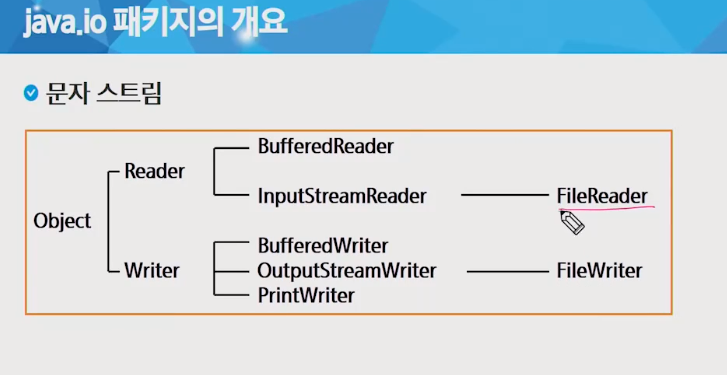 java.io 패키지의 개요
문자 스트림
BufferedReader
Reader
InputStreamReader FileReader
Object
BufferedWriter
Writer OutputStreamWriter FileWriter
PrintWriter